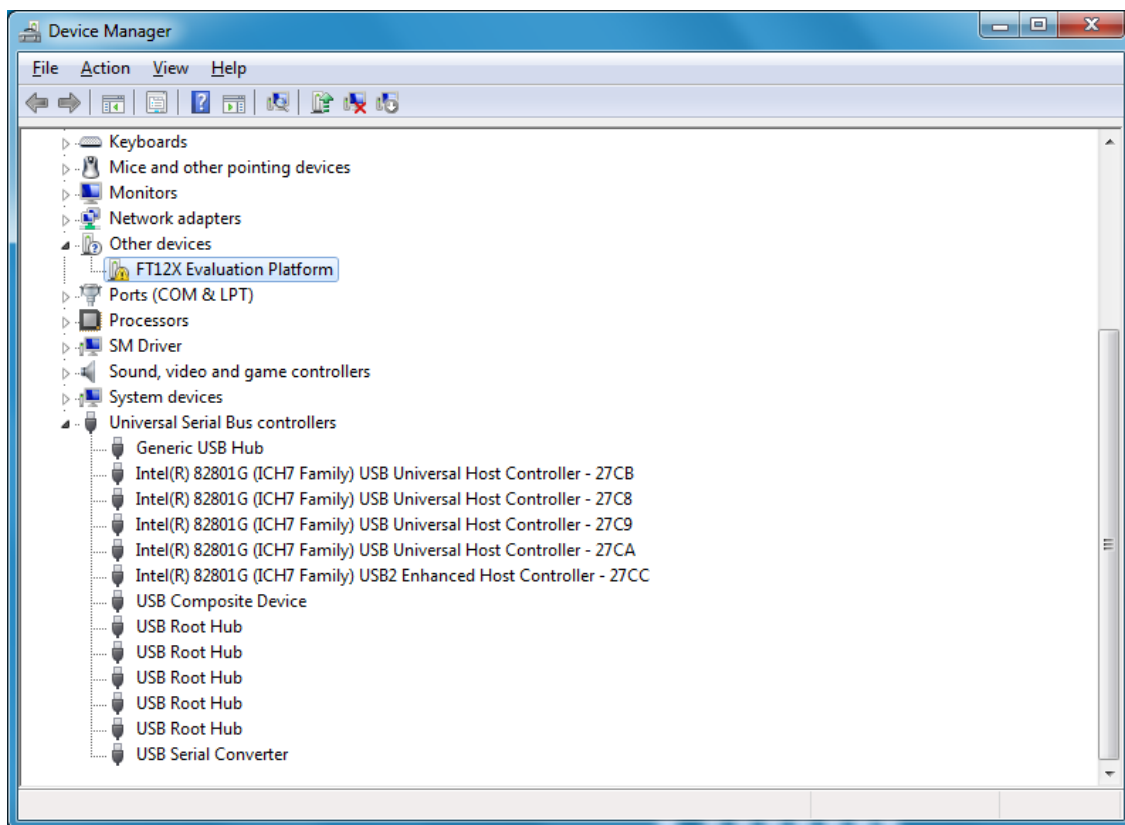 Device Manager
File Action View Help
Keyboards
Mice and other pointing devices
Monitors
Network adapters
Other devices
FT12X Evaluation Platform
Ports (COM & LPT)
Processors
SM Driver
Sound, video and game controllers
System devices
Universal Serial Bus controllers
Generic USB Hub
Intel(R) 82801G (ICH7 Family) USB Universal Host Controller - 27CB
Intel(R) 82801G (ICH7 Family) USB Universal Host Controller - 27C8
Intel(R) 82801G (ICH7 Family) USB Universal Host Controller - 27C9
Intel(R) 82801G (ICH7 Family) USB Universal Host Controller - 27CA
Intel(R) 82801G (ICH7 Family) USB2 Enhanced Host Controller - 27CC
USB Composite Device
USB Root Hub
USB Root Hub
USB Root Hub
USB Root Hub
USB Root Hub
USB Serial Converter